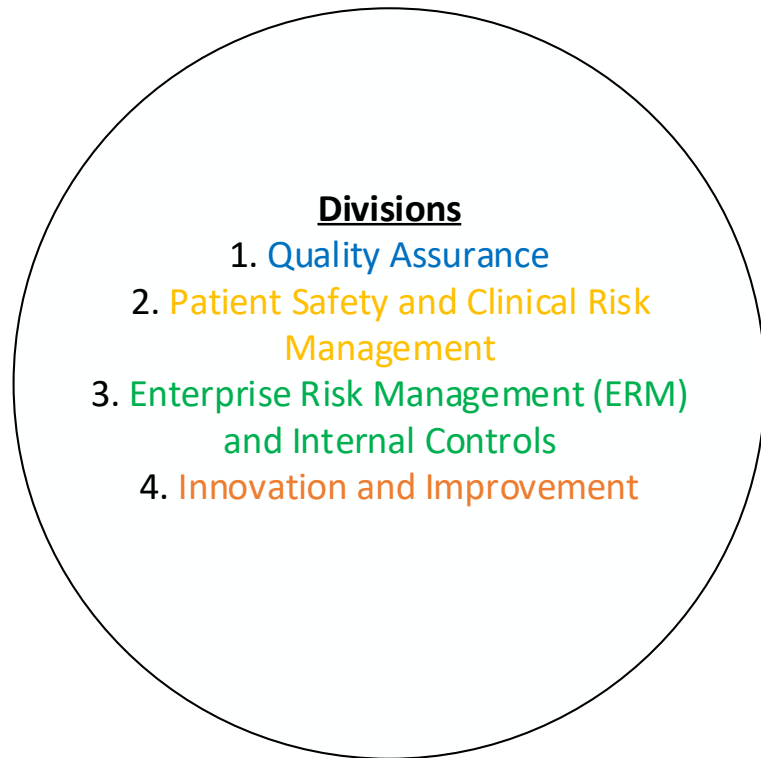 Divisions
1. Quality Assurance
2. Patient Safety and Clinical Risk
Management
3. Enterprise Risk Management (ERM)
and Internal Controls
4. Innovation and Improvement